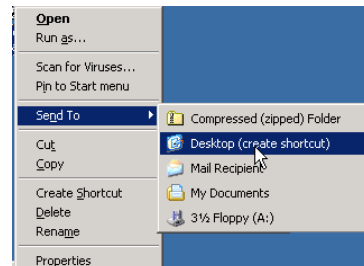 Open
Run as...
Scan for Viruses...
Pin to Start menu
Send To
Cut
Copy
Create Shortcut
Delete
Rename
Properties
Compressed (zipped) Folder
Desktop (create shortcut)
Mail Recipient
My Documents
3½ Floppy (A:)